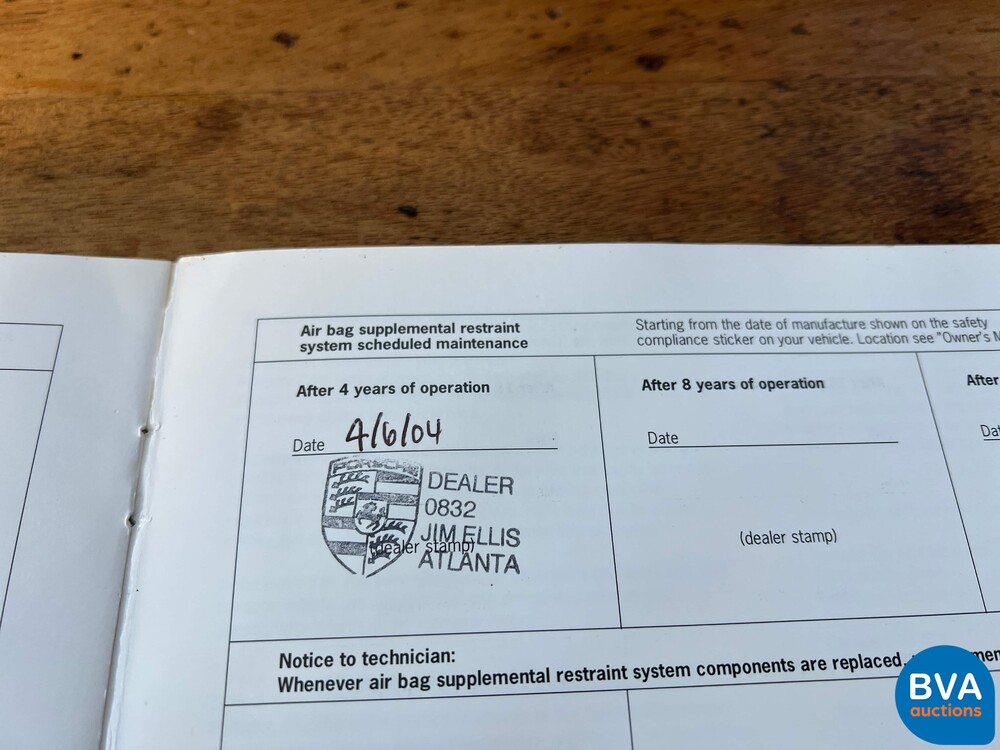 Air bag supplemental restraint
system scheduled maintenance
Starting from the date of manufacture shown on the safety
compliance sticker on your vehicle. Location see "Owner's M
After 4 years of operation
Date 4/6/04
PORSCHE
DEALER
0832
JIM ELLIS
ATLANTA
(dealer stamp)
After 8 years of operation
Date
(dealer stamp)
After
Dat
Notice to technician:
Whenever air bag supplemental restraint system components are replaced,
BVA
auctions